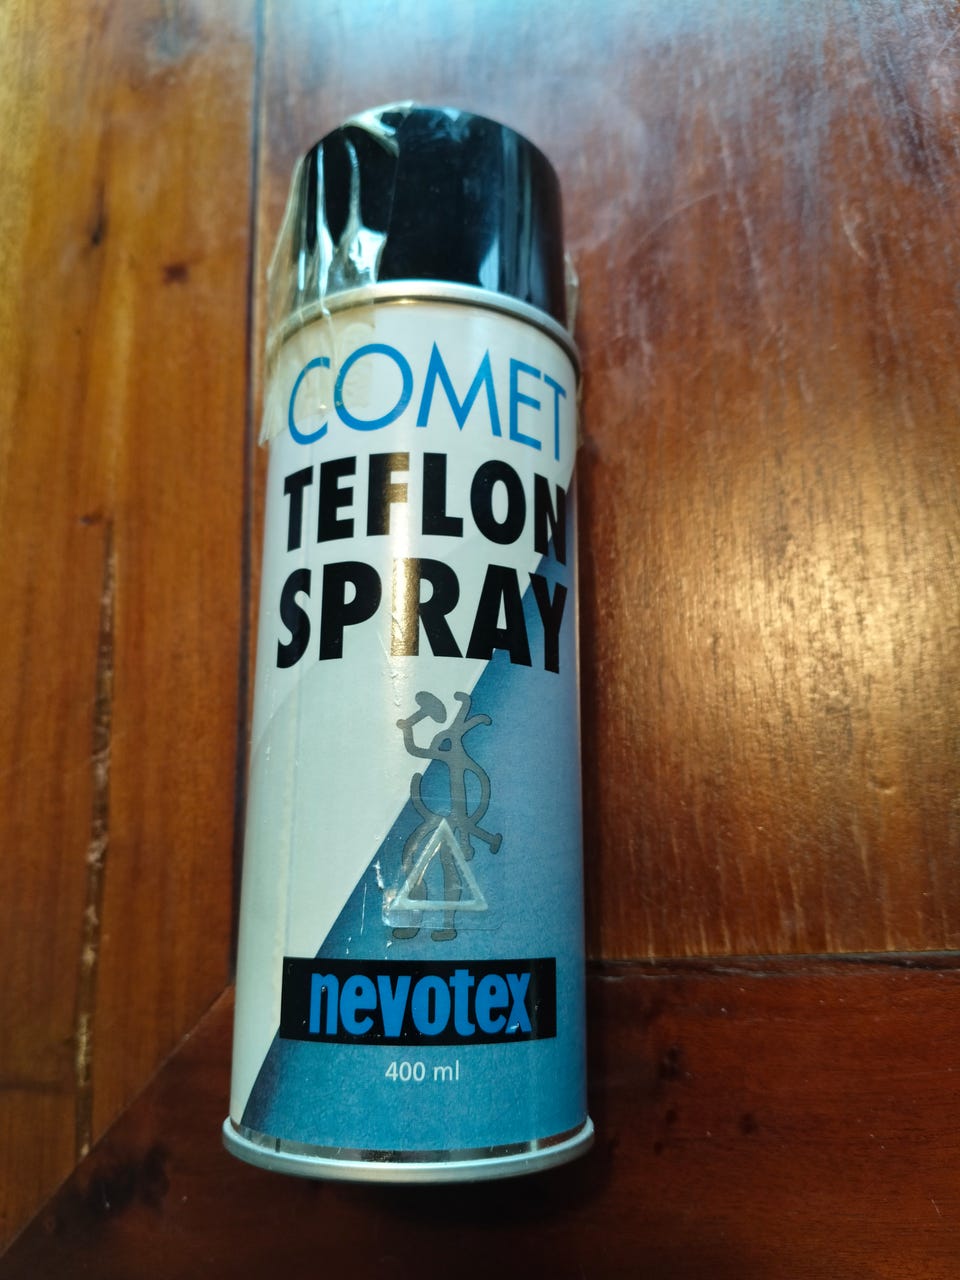 COMET
TEFLON
SPRAY
nevotex
400 ml